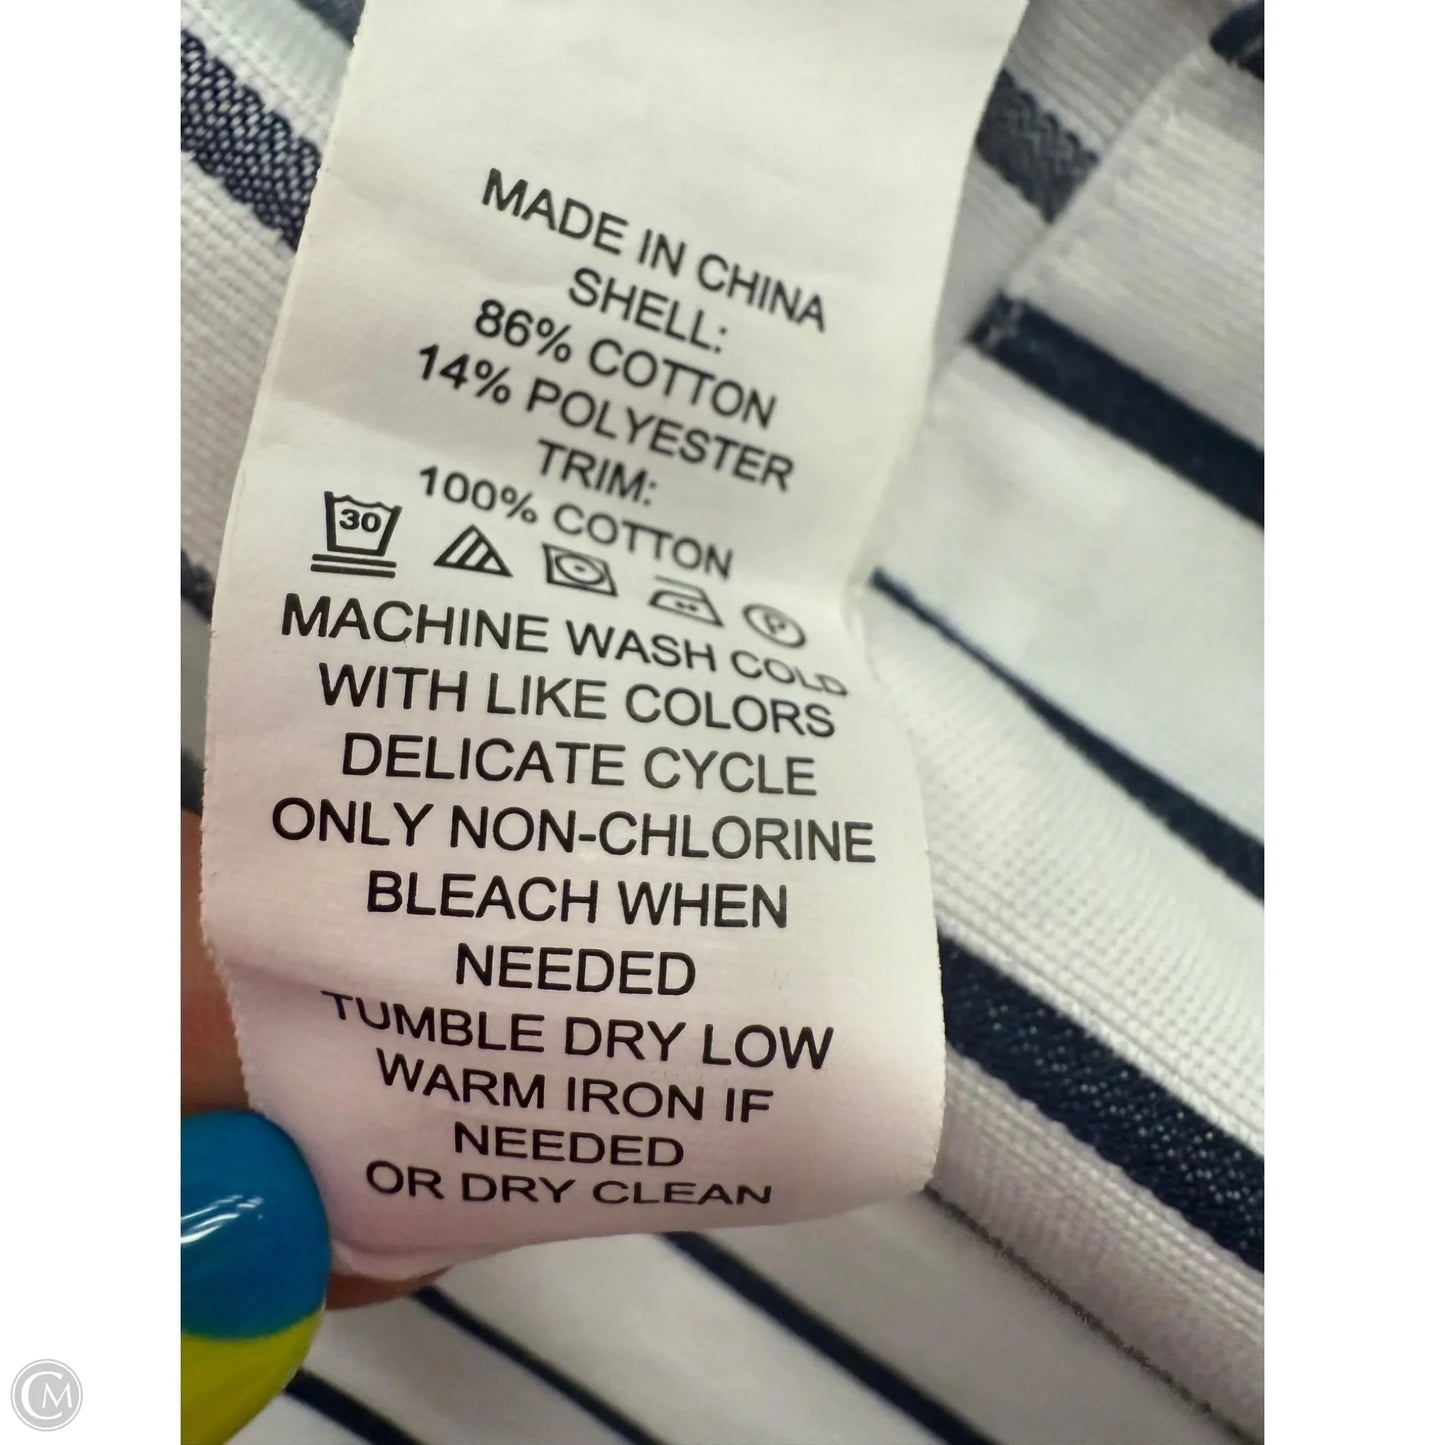 MADE IN CHINA
SHELL:
86% COTTON
14% POLYESTER
TRIM:
100% COTTON
30
P
MACHINE WASH COLD
WITH LIKE COLORS
DELICATE CYCLE
ONLY NON-CHLORINE
BLEACH WHEN
NEEDED
TUMBLE DRY LOW
WARM IRON IF
NEEDED
OR DRY CLEAN
CM